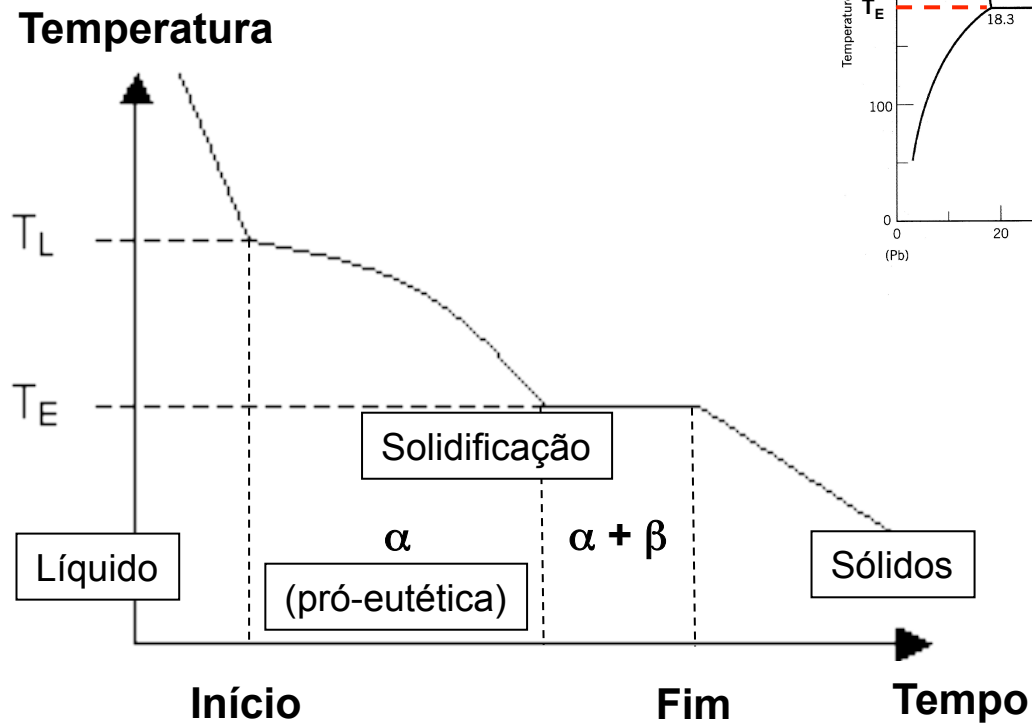 Temperatura
T_E
18.3
Temperature
100
0
0
20
(Pb)
T_L
T_E
Solidificação
α
α + β
Líquido
(pró-eutética)
Sólidos
Início
Fim
Tempo